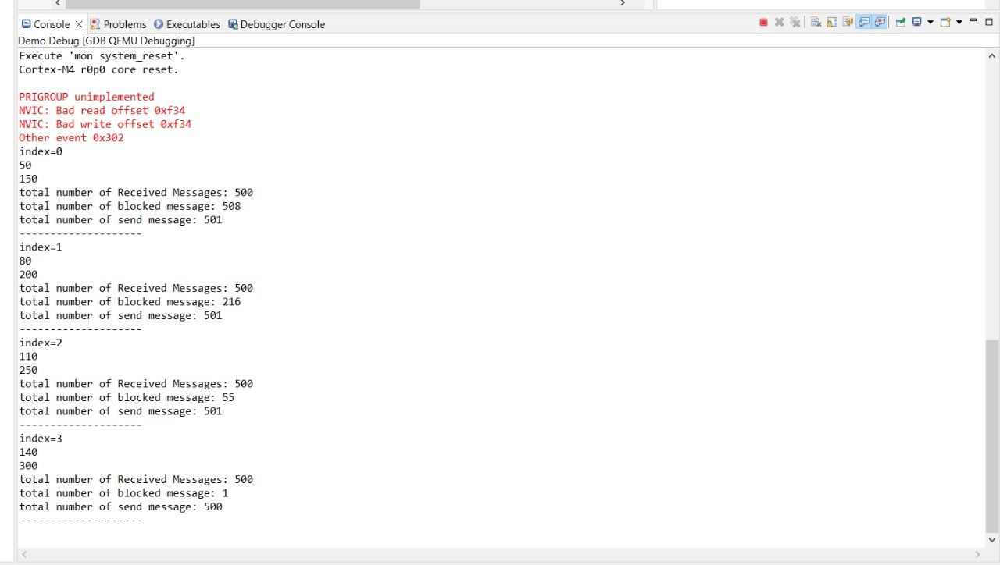 Console Problems Executables Debugger Console
Demo Debug [GDB QEMU Debugging]
Execute 'mon system_reset'.
Cortex-M4 r0p0 core reset.
PRIGROUP unimplemented
NVIC: Bad read offset 0xf34
NVIC: Bad write offset 0xf34
Other event 0x302
index=0
50
150
total number of Received Messages: 500
total number of blocked message: 508
total number of send message: 501
--------------------
index=1
80
200
total number of Received Messages: 500
total number of blocked message: 216
total number of send message: 501
--------------------
index=2
110
250
total number of Received Messages: 500
total number of blocked message: 55
total number of send message: 501
--------------------
index=3
140
300
total number of Received Messages: 500
total number of blocked message: 1
total number of send message: 500
--------------------